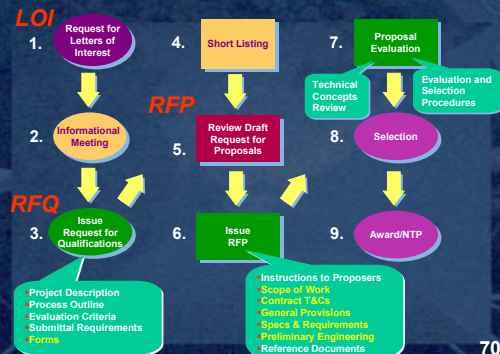 LOI
1.
Request for
Letters of
Interest
2.
Informational
Meeting
RFQ
3.
Issue
Request for
Qualifications
•Project Description
•Process Outline
•Evaluation Criteria
•Submittal Requirements
•Forms
4.
Short Listing
RFP
5.
Review Draft
Request for
Proposals
6.
Issue
RFP
•Instructions to Proposers
•Scope of Work
•Contract T&Cs
•General Provisions
•Specs & Requirements
•Preliminary Engineering
•Reference Documents
7.
Proposal
Evaluation
Technical
Concepts
Review
Evaluation and
Selection
Procedures
8.
Selection
9.
Award/NTP
70